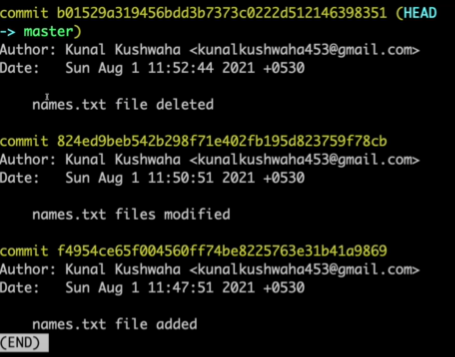 commit b01529a319456bdd3b7373c0222d512146398351 (HEAD
-> master)
Author: Kunal Kushwaha <kunalkushwaha453@gmail.com>
Date:   Sun Aug 1 11:52:44 2021 +0530
names.txt file deleted
commit 824ed9beb542b298f71e402fb195d823759f78cb
Author: Kunal Kushwaha <kunalkushwaha453@gmail.com>
Date:   Sun Aug 1 11:50:51 2021 +0530
names.txt files modified
commit f4954ce65f004560ff74be8225763e31b41a9869
Author: Kunal Kushwaha <kunalkushwaha453@gmail.com>
Date:   Sun Aug 1 11:47:51 2021 +0530
names.txt file added
(END)